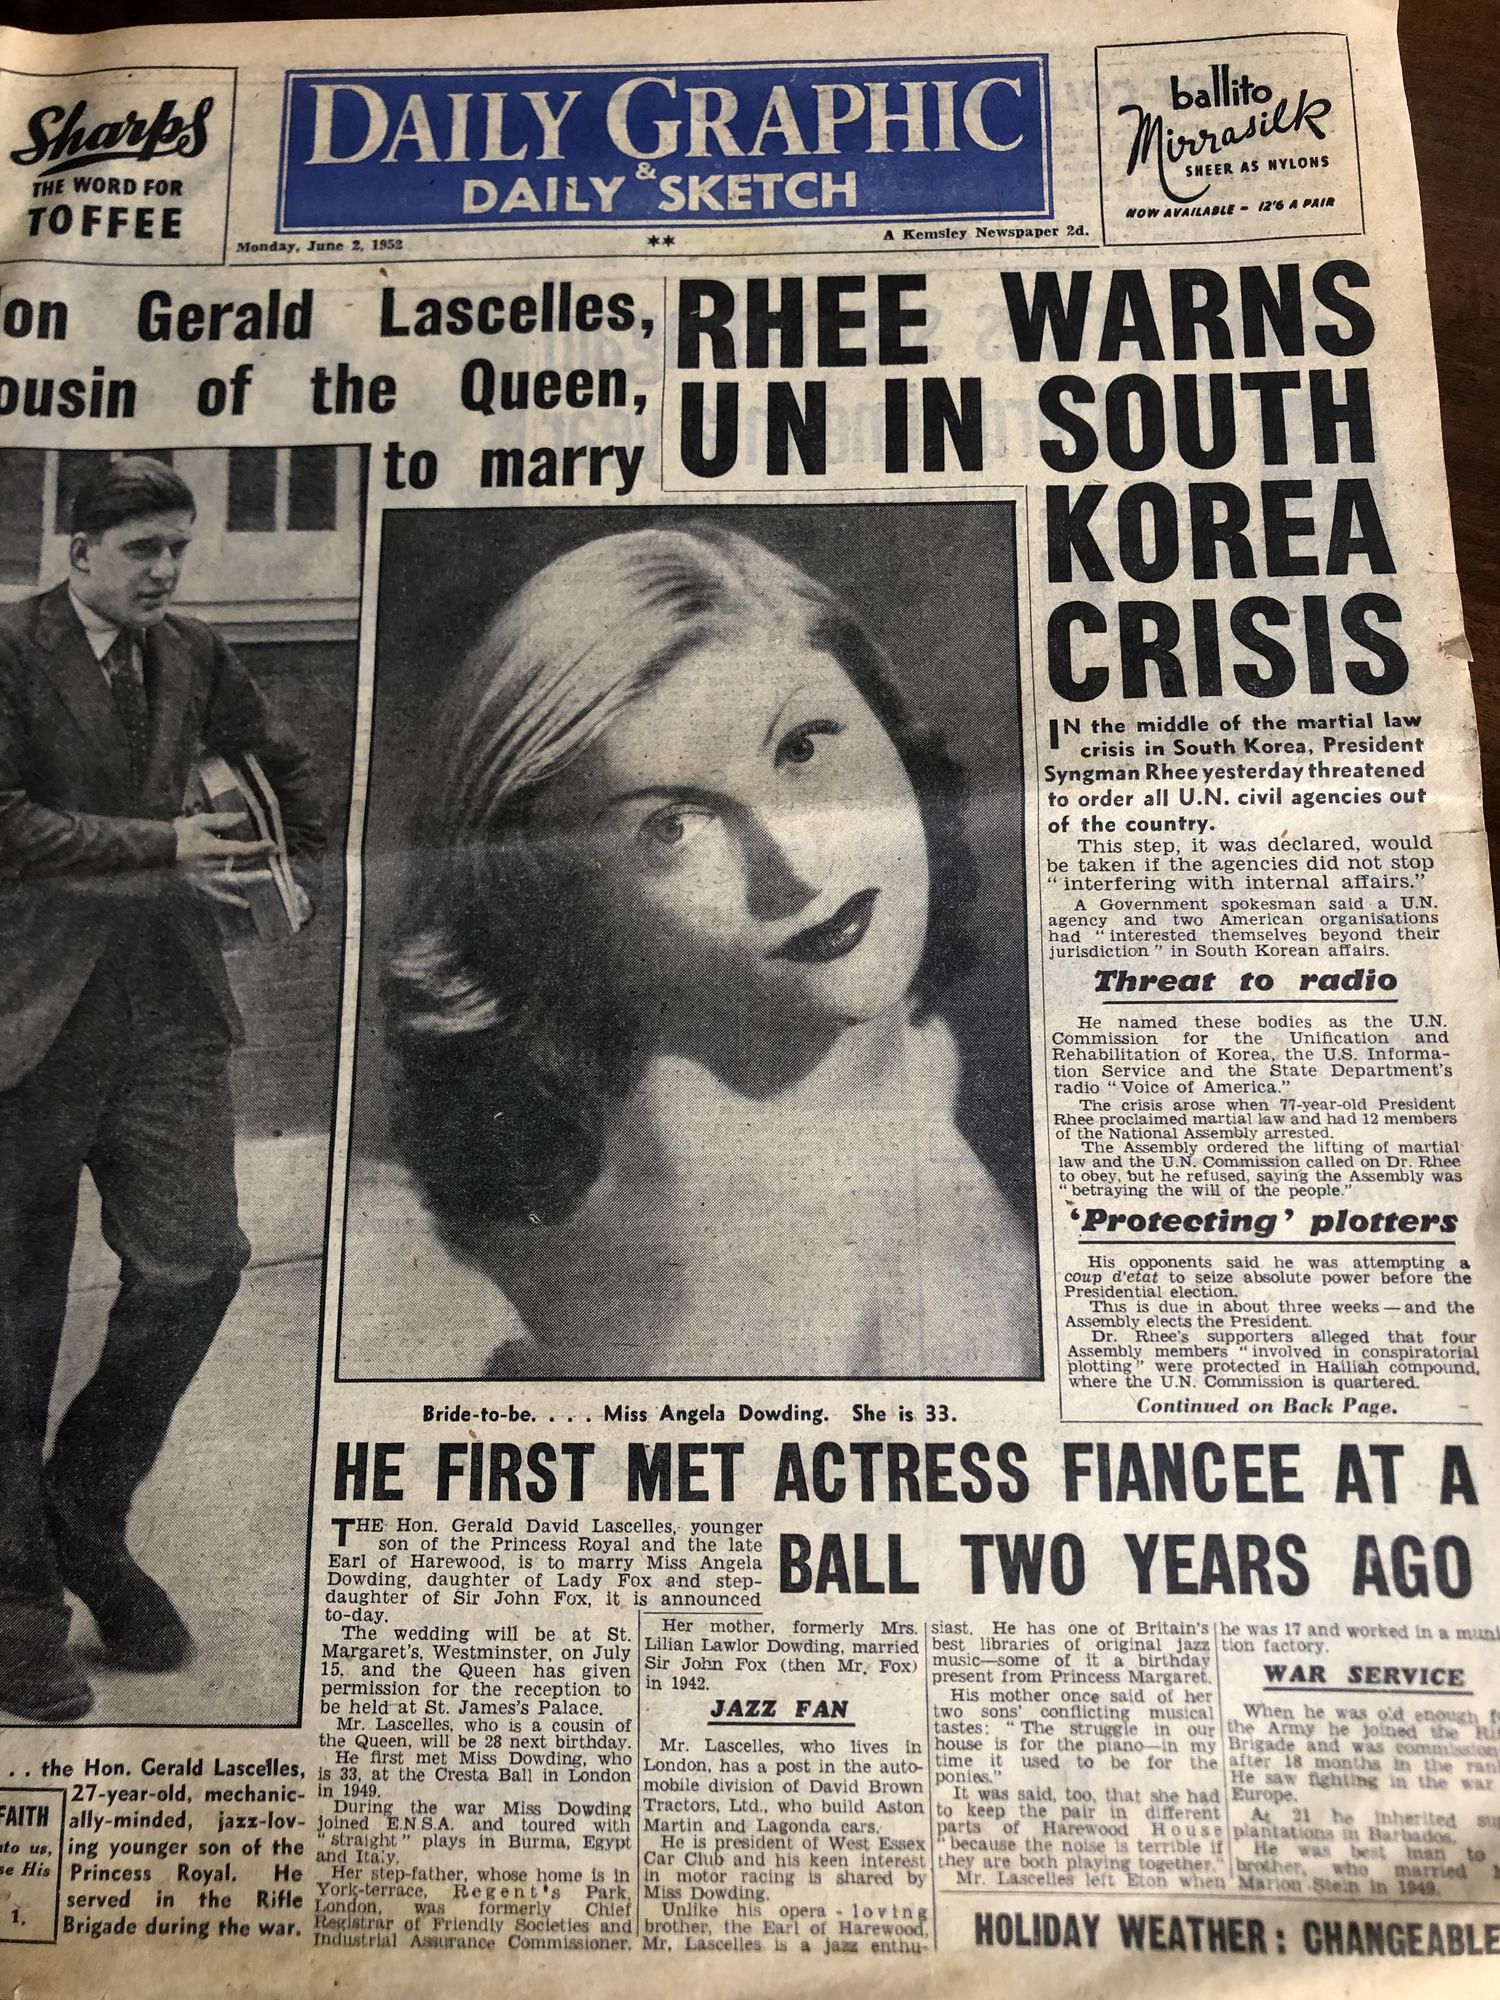 Sharps
THE WORD FOR
TOFFEE
DAILY GRAPHIC
& DAILY SKETCH
ballito
Mirrasilk
SHEER AS NYLONS
NOW AVAILABLE - 12'6 A PAIR
Monday, June 2, 1952
**
A Kemsley Newspaper 2d.
on Gerald Lascelles,
ousin of the Queen,
to marry
RHEE WARNS
UN IN SOUTH
KOREA
CRISIS
IN the middle of the martial law
crisis in South Korea, President
Syngman Rhee yesterday threatened
to order all U.N. civil agencies out
of the country.
This step, it was declared, would
be taken if the agencies did not stop
"interfering with internal affairs."
A Government spokesman said a U.N.
agency and two American organisations
had "interested themselves beyond their
jurisdiction" in South Korean affairs.
Threat to radio
He named these bodies as the U.N.
Commission for the Unification and
Rehabilitation of Korea, the U.S. Informa-
tion Service and the State Department's
radio "Voice of America."
The crisis arose when 77-year-old President
Rhee proclaimed martial law and had 12 members
of the National Assembly arrested.
The Assembly ordered the lifting of martial
law and the U.N. Commission called on Dr. Rhee
to obey, but he refused, saying the Assembly was
"betraying the will of the people."
'Protecting' plotters
His opponents said he was attempting a
coup d'etat to seize absolute power before the
Presidential election.
This is due in about three weeks—and the
Assembly elects the President.
Dr. Rhee's supporters alleged that four
Assembly members "involved in conspiratorial
plotting" were protected in Hailiah compound,
where the U.N. Commission is quartered.
Continued on Back Page.
Bride-to-be. . . . Miss Angela Dowding. She is 33.
HE FIRST MET ACTRESS FIANCEE AT A
BALL TWO YEARS AGO
THE Hon. Gerald David Lascelles, younger
son of the Princess Royal and the late
Earl of Harewood, is to marry Miss Angela
Dowding, daughter of Lady Fox and step-
daughter of Sir John Fox, it is announced
to-day.
The wedding will be at St.
Margaret's, Westminster, on July
15, and the Queen has given
permission for the reception to
be held at St. James's Palace.
Mr. Lascelles, who is a cousin of
the Queen, will be 28 next birthday.
He first met Miss Dowding, who
is 33, at the Cresta Ball in London
in 1949.
During the war Miss Dowding
joined E.N.S.A. and toured with
"straight" plays in Burma, Egypt
and Italy.
Her step-father, whose home is in
York-terrace, Regent's Park,
London, was formerly Chief
Registrar of Friendly Societies and
Industrial Assurance Commissioner.
Her mother, formerly Mrs.
Lilian Lawlor Dowding, married
Sir John Fox (then Mr. Fox)
in 1942.
JAZZ FAN
Mr. Lascelles, who lives in
London, has a post in the auto-
mobile division of David Brown
Tractors, Ltd., who build Aston
Martin and Lagonda cars.
He is president of West Essex
Car Club and his keen interest
in motor racing is shared by
Miss Dowding.
Unlike his opera-loving
brother, the Earl of Harewood,
Mr. Lascelles is a jazz enthu-
siast. He has one of Britain's
best libraries of original jazz
music—some of it a birthday
present from Princess Margaret.
His mother once said of her
two sons' conflicting musical
tastes: "The struggle in our
house is for the piano—in my
time it used to be for the
ponies."
It was said, too, that she had
to keep the pair in different
parts of Harewood House
"because the noise is terrible if
they are both playing together."
Mr. Lascelles left Eton when
he was 17 and worked in a muni
tion factory.
WAR SERVICE
When he was old enough f
the Army he joined the Rif
Brigade and was commission
after 18 months in the ran
He saw fighting in the war
Europe.
At 21 he inherited su
plantations in Barbados.
He was best man to
brother, who married
Marion Stein in 1949.
. . the Hon. Gerald Lascelles,
27-year-old, mechanic-
ally-minded, jazz-lov-
ing younger son of the
Princess Royal. He
served in the Rifle
Brigade during the war.
FAITH
to us,
se His
1.
HOLIDAY WEATHER: CHANGEABLE